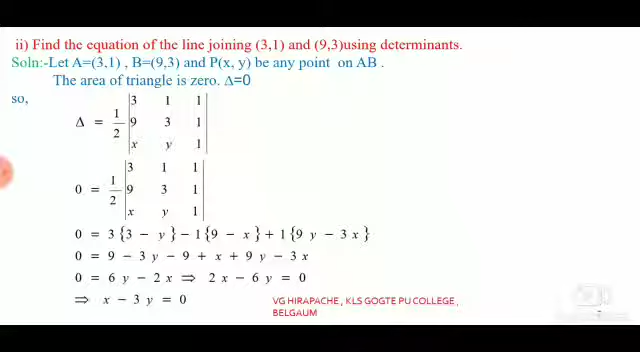 ii) Find the equation of the line joining (3,1) and (9,3)using determinants.
Soln:-Let A=(3,1) , B=(9,3) and P(x, y) be any point on AB .
The area of triangle is zero. Δ=0
so,
Δ = 1/2 |3 1 1|
|9 3 1|
|x y 1|
0 = 1/2 |3 1 1|
|9 3 1|
|x y 1|
0 = 3{3 − y} − 1{9 − x} + 1{9 y − 3 x}
0 = 9 − 3 y − 9 + x + 9 y − 3 x
0 = 6 y − 2 x ⇒ 2 x − 6 y = 0
⇒ x − 3 y = 0
VG HIRAPACHE , KLS GOGTE PU COLLEGE ,
BELGAUM